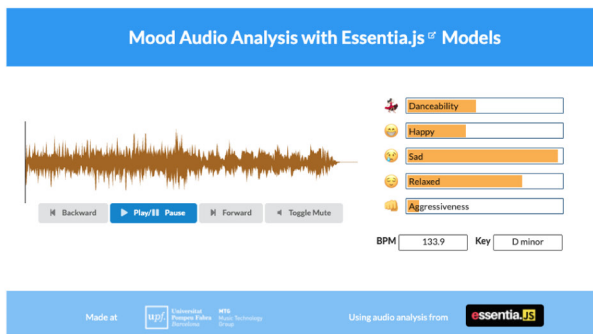 Mood Audio Analysis with Essentia.js Models
Danceability
Happy
Sad
Relaxed
Aggressiveness
Backward
Play/ Pause
Forward
Toggle Mute
BPM 133.9 Key D minor
Made at
upf.
Universitat
Pompeu Fabra
Barcelona
MTG
Music Technology
Group
Using audio analysis from
essentia.JS